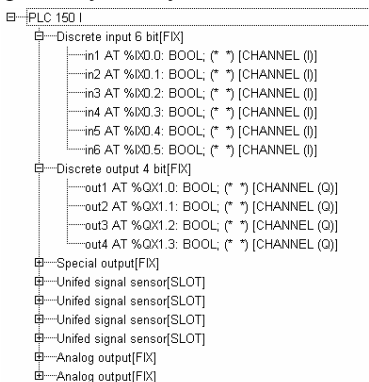 PLC 150 I
Discrete input 6 bit[FIX]
in1 AT %IX0.0: BOOL; (* *) [CHANNEL (I)]
in2 AT %IX0.1: BOOL; (* *) [CHANNEL (I)]
in3 AT %IX0.2: BOOL; (* *) [CHANNEL (I)]
in4 AT %IX0.3: BOOL; (* *) [CHANNEL (I)]
in5 AT %IX0.4: BOOL; (* *) [CHANNEL (I)]
in6 AT %IX0.5: BOOL; (* *) [CHANNEL (I)]
Discrete output 4 bit[FIX]
out1 AT %QX1.0: BOOL; (* *) [CHANNEL (Q)]
out2 AT %QX1.1: BOOL; (* *) [CHANNEL (Q)]
out3 AT %QX1.2: BOOL; (* *) [CHANNEL (Q)]
out4 AT %QX1.3: BOOL; (* *) [CHANNEL (Q)]
Special output[FIX]
Unifed signal sensor[SLOT]
Unifed signal sensor[SLOT]
Unifed signal sensor[SLOT]
Unifed signal sensor[SLOT]
Analog output[FIX]
Analog output[FIX]